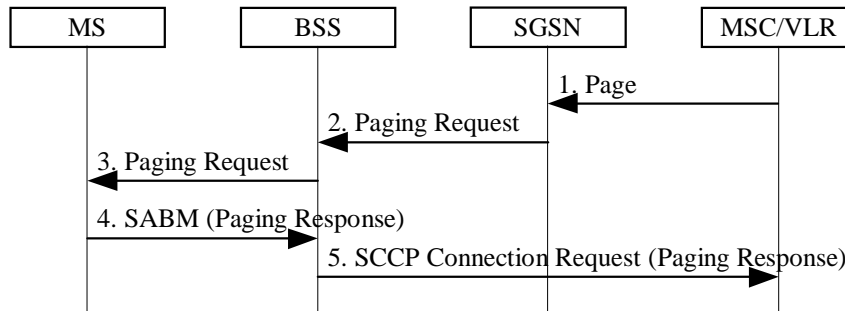 MS BSS SGSN MSC/VLR
1. Page
2. Paging Request
3. Paging Request
4. SABM (Paging Response)
5. SCCP Connection Request (Paging Response)